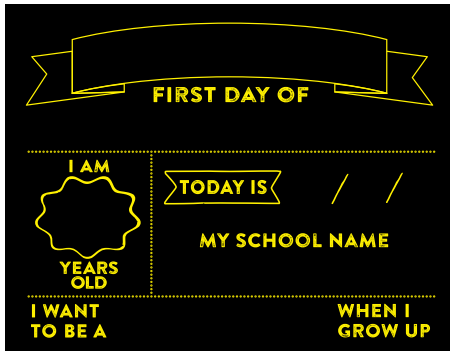 FIRST DAY OF
I AM
TODAY IS / /
MY SCHOOL NAME
YEARS
OLD
I WANT
TO BE A
WHEN I
GROW UP